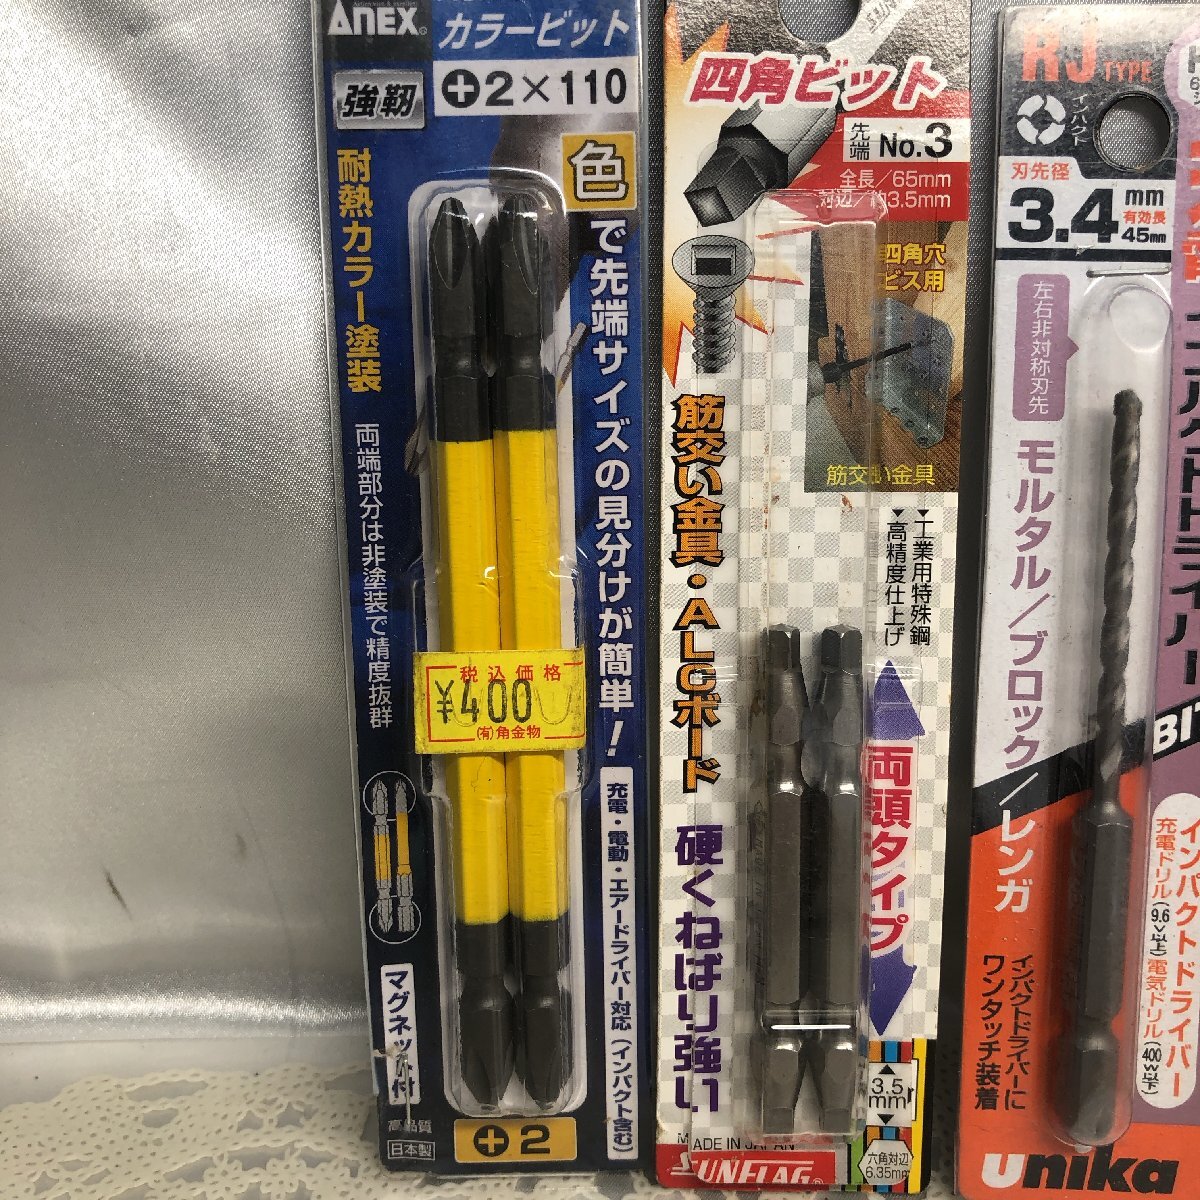 ANEX
カラービット
強靭
2×110
色で先端サイズの見分けが簡単!
耐熱カラー塗装
両端部分は非塗装で精度抜群
税込価格
¥400
(有)角金物
充電・電動・エアードライバー対応(インパクト含む)
マグネット付
高品質
日本製
2
四角ビット
先端 No.3
全長/65mm
対辺/約3.5mm
四角穴
ビス用
筋交い金具
筋交い金具・ALCボード
▼工業用特殊鋼
▼高精度仕上げ
両頭タイプ
硬くねばり強い
3.5
mm
MADE IN JAPAN
SUNFLAG
六角対辺
6.35mm
RJ TYPE
インパクト
刃先径
3.4mm
有効長
45mm
左右非対称刃先
モルタル/ブロック/レンガ
BIT
インパクトドライバー
充電ドリル(9.6V以上)電気ドリル(400W以下)
インパクトドライバーに
ワンタッチ装着
unika